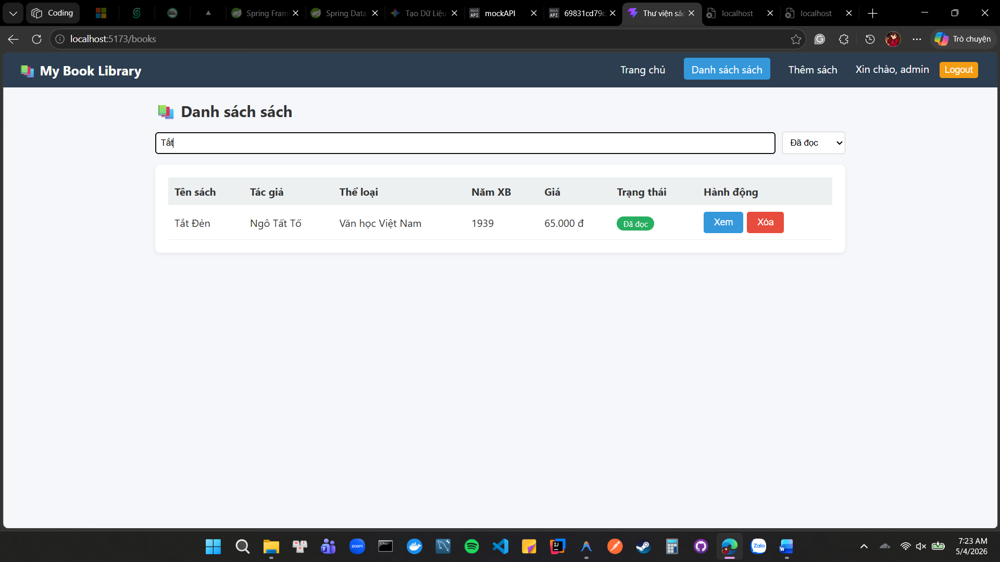 Coding
Spring Fram
Spring Data
Tạo Dữ Liệu
mockAPI
69831cd79c
Thư viện sác
localhost
localhost
localhost:5173/books
Trò chuyện
My Book Library
Trang chủ
Danh sách sách
Thêm sách
Xin chào, admin
Logout
Danh sách sách
Tắt
Đã đọc
Tên sách Tác giả Thể loại Năm XB Giá Trạng thái Hành động
Tắt Đèn Ngô Tất Tố Văn học Việt Nam 1939 65.000 đ Đã đọc Xem Xóa
zoom
Zalo
7:23 AM
5/4/2026